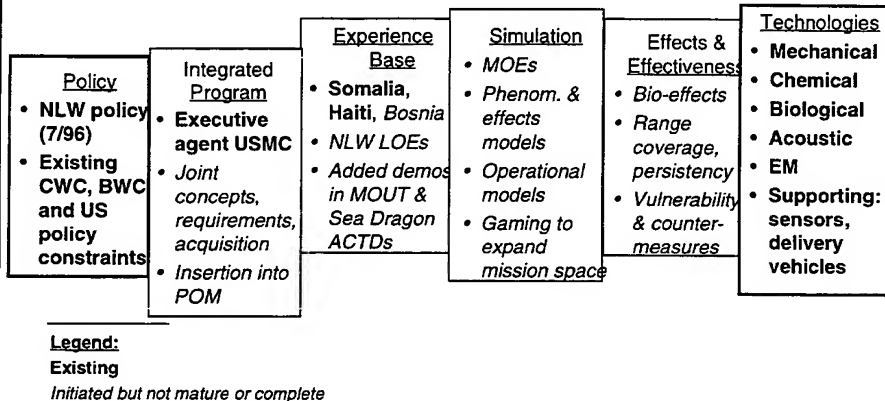 Policy
• NLW policy
(7/96)
• Existing
CWC, BWC
and US
policy
constraints
Integrated
Program
• Executive
agent USMC
• Joint
concepts,
requirements,
acquisition
• Insertion into
POM
Experience
Base
• Somalia,
Haiti, Bosnia
• NLW LOEs
• Added demos
in MOUT &
Sea Dragon
ACTDs
Simulation
• MOEs
• Phenom. &
effects
models
• Operational
models
• Gaming to
expand
mission space
Effects &
Effectiveness
• Bio-effects
• Range
coverage,
persistency
• Vulnerability
& counter-
measures
Technologies
• Mechanical
• Chemical
• Biological
• Acoustic
• EM
• Supporting:
sensors,
delivery
vehicles
Legend:
Existing
Initiated but not mature or complete